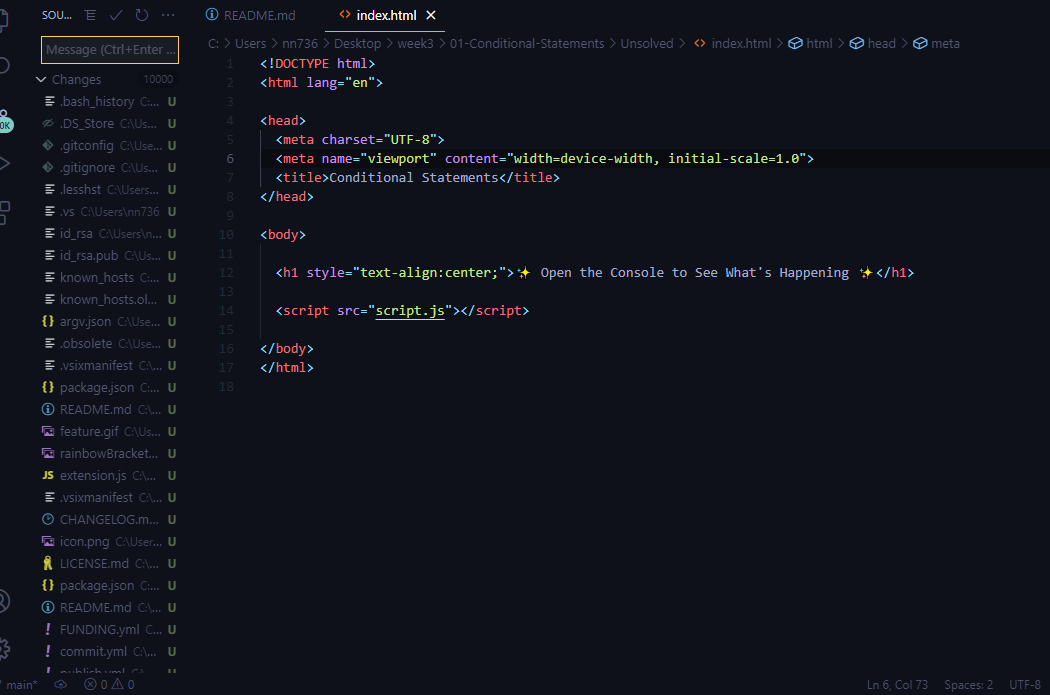 SOU... README.md index.html
C: > Users > nn736 > Desktop > week3 > 01-Conditional-Statements > Unsolved > index.html > html > head > meta
Message (Ctrl+Enter ...
Changes 10000
.bash_history C:... U
.DS_Store C:\Us... U
.gitconfig C:\Use... U
.gitignore C:\Use... U
.lesshst C:\Users... U
.vs C:\Users\nn736 U
id_rsa C:\Users\n... U
id_rsa.pub C:\Us... U
known_hosts C:... U
known_hosts.ol... U
argv.json C:\Use... U
.obsolete C:\Use... U
.vsixmanifest C:\... U
package.json C:... U
README.md C:\... U
feature.gif C:\Us... U
rainbowBracket... U
JS extension.js C:\... U
.vsixmanifest C:\... U
CHANGELOG.m... U
icon.png C:\User... U
LICENSE.md C:\... U
package.json C:... U
README.md C:\... U
FUNDING.yml C... U
commit.yml C:\... U
publish.yml C:\... U
0K
1 <!DOCTYPE html>
2 <html lang="en">
3
4 <head>
5 <meta charset="UTF-8">
6 <meta name="viewport" content="width=device-width, initial-scale=1.0">
7 <title>Conditional Statements</title>
8 </head>
9
10 <body>
11
12 <h1 style="text-align:center;">✨ Open the Console to See What's Happening ✨</h1>
13
14 <script src="script.js"></script>
15
16 </body>
17 </html>
18
main* 0 0 Ln 6, Col 73 Spaces: 2 UTF-8